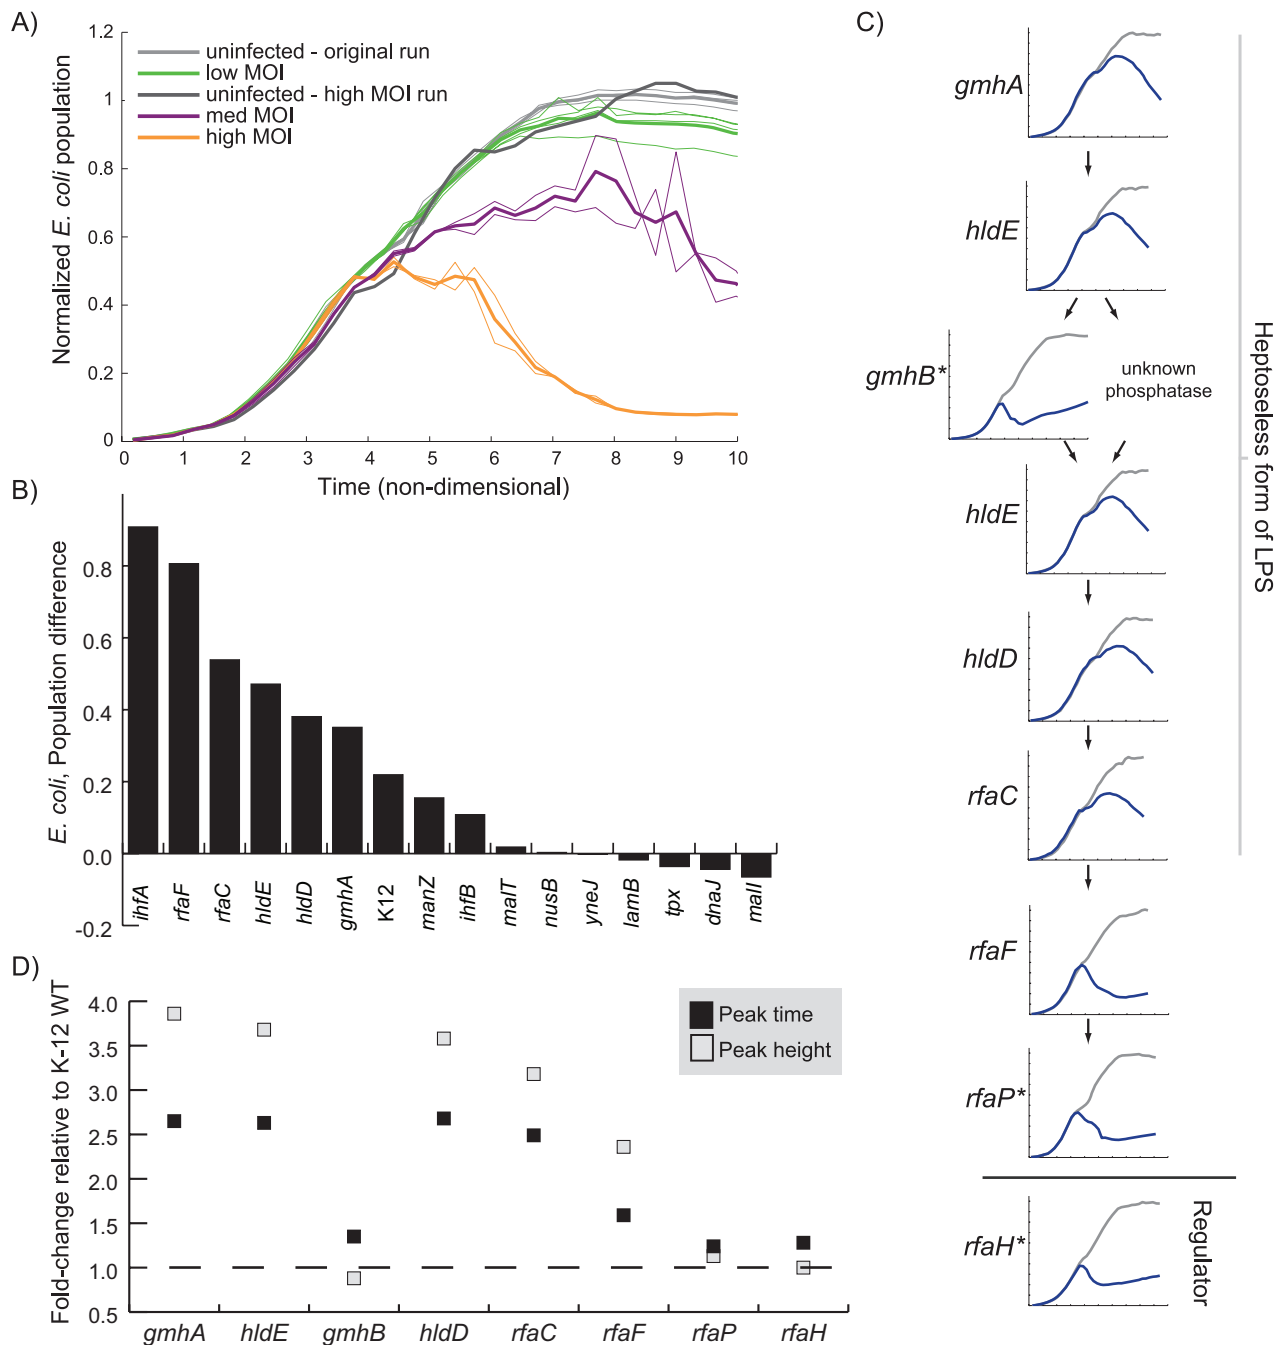 A)
1.2
1
0.8
0.6
0.4
0.2
0
Normalized E. coli population
uninfected - original run
low MOI
uninfected - high MOI run
med MOI
high MOI
0 1 2 3 4 5 6 7 8 9 10
Time (non-dimensional)
B)
0.8
0.6
0.4
0.2
0.0
-0.2
E. coli, Population difference
ihfA rfaF rfaC hldE hldD gmhA K12 manZ ihfB malT nusB yneJ lamB tpx dnaJ malI
C)
gmhA
hldE
gmhB*
unknown
phosphatase
hldE
hldD
rfaC
rfaF
rfaP*
rfaH*
Heptoseless form of LPS
Regulator
D)
4.0
3.5
3.0
2.5
2.0
1.5
1.0
0.5
Fold-change relative to K-12 WT
Peak time
Peak height
gmhA hldE gmhB hldD rfaC rfaF rfaP rfaH